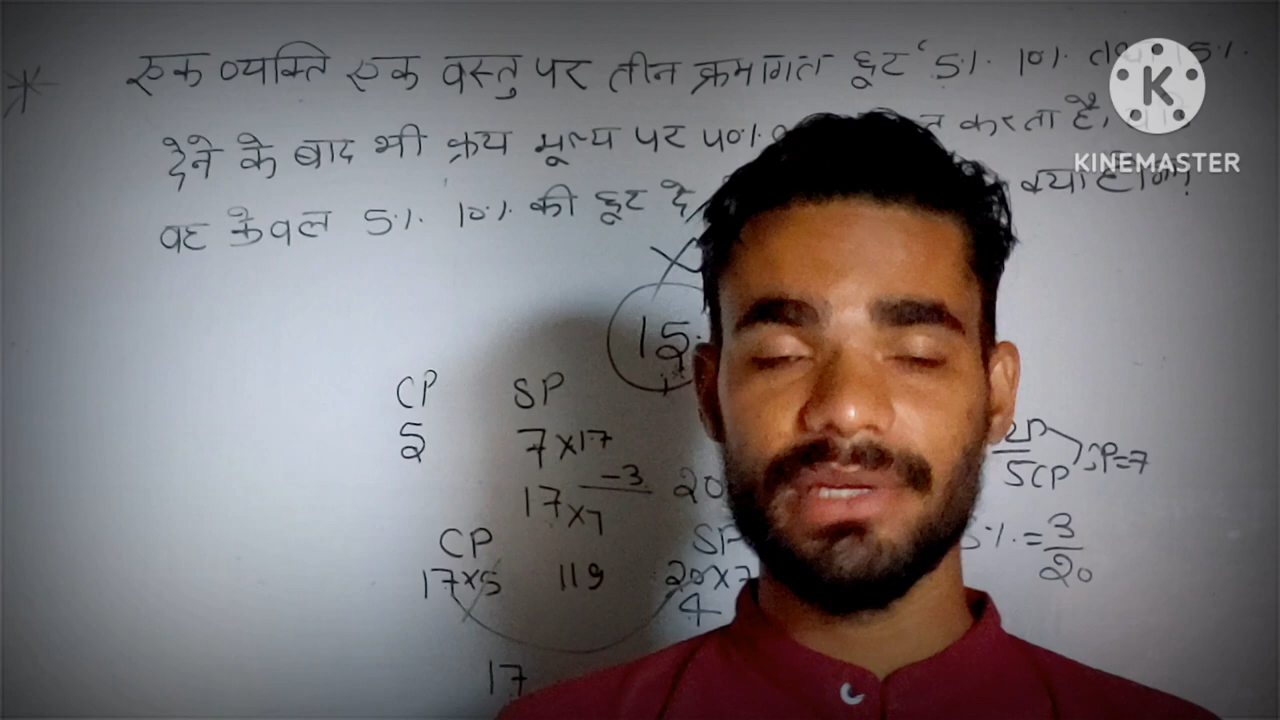 * एक व्यक्ति एक वस्तु पर तीन क्रमागत छूट 5% 10%
देने के बाद भी क्रय मूल्य पर 40% करता है,
वह केवल 5% 10% की छूट दे क्या होगा?
15
CP SP
5 7×17
-3 20
17×7
2P
5CP SP=7
CP SP
17×5 119 20×7
4
5% = 3/20
17
K
KINEMASTER